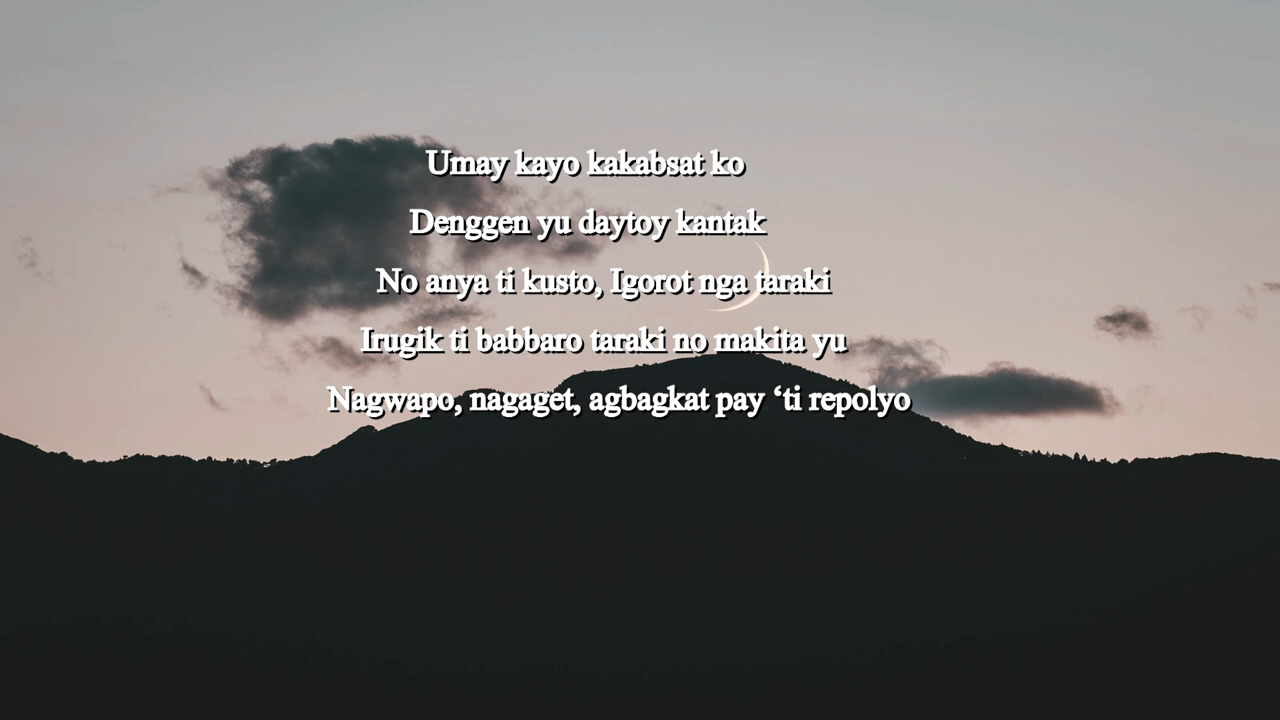 Umay kayo kakabsat ko
Denggen yu daytoy kantak
No anya ti kusto, Igorot nga taraki
Irugik ti babbaro taraki no makita yu
Nagwapo, nagaget, agbagkat pay ‘ti repolyo